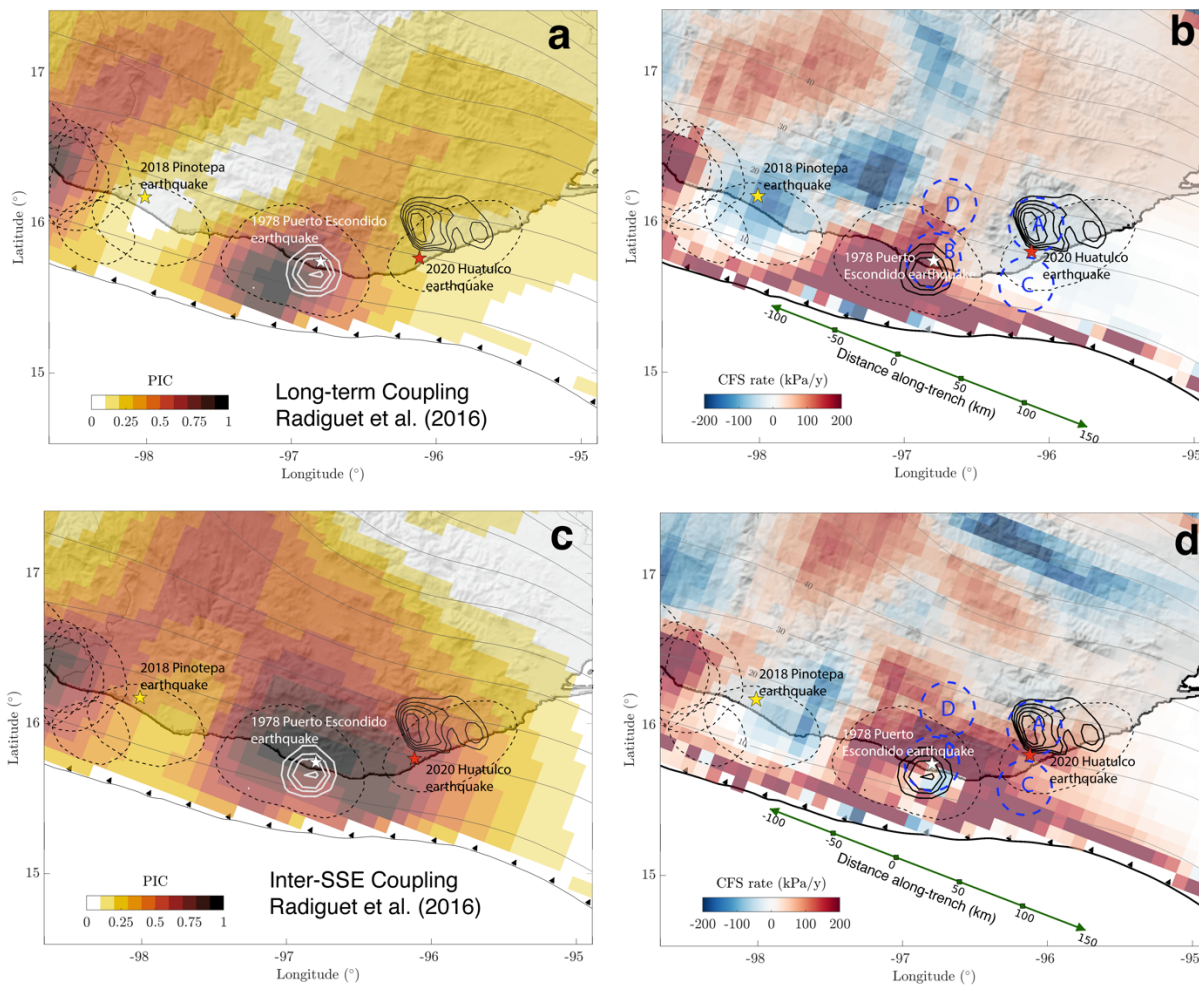 a
17
16
15
Latitude (°)
2018 Pinotepa
earthquake
1978 Puerto Escondido
earthquake
2020 Huatulco
earthquake
PIC
0 0.25 0.5 0.75 1
Long-term Coupling
Radiguet et al. (2016)
-98 -97 -96 -95
Longitude (°)
b
17
16
15
Latitude (°)
40
30
20
10
2018 Pinotepa
earthquake
D
A
B
C
1978 Puerto
Escondido earthquake
2020 Huatulco
earthquake
-100 -50 0 50 100 150
Distance along-trench (km)
CFS rate (kPa/y)
-200 -100 0 100 200
-98 -97 -96 -95
Longitude (°)
c
17
16
15
Latitude (°)
2018 Pinotepa
earthquake
1978 Puerto Escondido
earthquake
2020 Huatulco
earthquake
PIC
0 0.25 0.5 0.75 1
Inter-SSE Coupling
Radiguet et al. (2016)
-98 -97 -96 -95
Longitude (°)
d
17
16
15
Latitude (°)
40
30
20
10
2018 Pinotepa
earthquake
D
A
C
1978 Puerto
Escondido earthquake
2020 Huatulco
earthquake
-100 -50 0 50 100 150
Distance along-trench (km)
CFS rate (kPa/y)
-200 -100 0 100 200
-98 -97 -96 -95
Longitude (°)